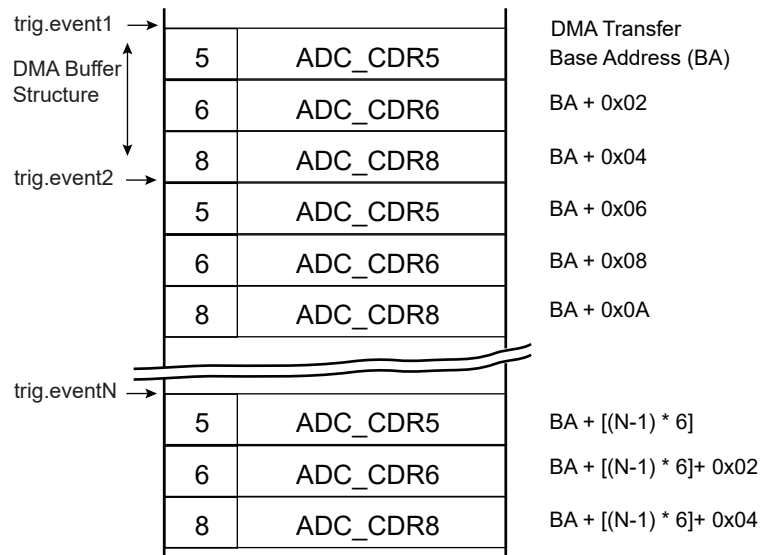 trig.event1
DMA Transfer
Base Address (BA)
DMA Buffer
Structure
5 ADC_CDR5
6 ADC_CDR6 BA + 0x02
8 ADC_CDR8 BA + 0x04
trig.event2
5 ADC_CDR5 BA + 0x06
6 ADC_CDR6 BA + 0x08
8 ADC_CDR8 BA + 0x0A
trig.eventN
5 ADC_CDR5 BA + [(N-1) * 6]
6 ADC_CDR6 BA + [(N-1) * 6]+ 0x02
8 ADC_CDR8 BA + [(N-1) * 6]+ 0x04